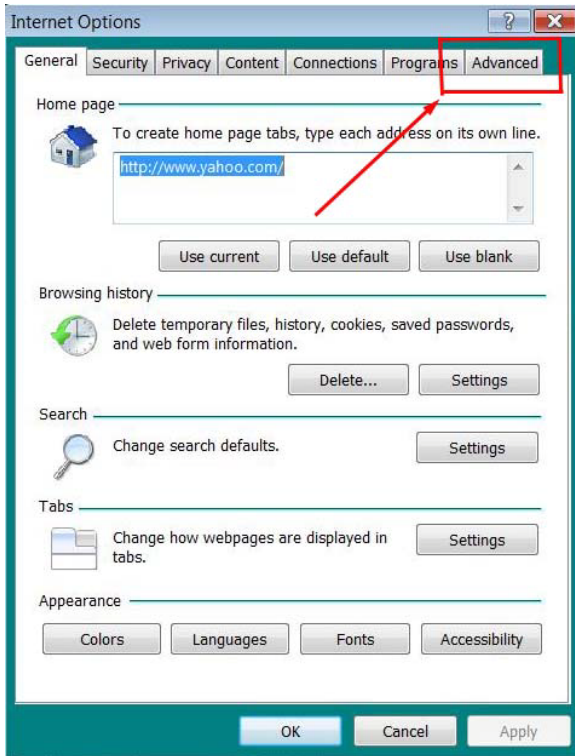 Internet Options
General Security Privacy Content Connections Programs Advanced
Home page
To create home page tabs, type each address on its own line.
http://www.yahoo.com/
Use current Use default Use blank
Browsing history
Delete temporary files, history, cookies, saved passwords,
and web form information.
Delete... Settings
Search
Change search defaults.
Settings
Tabs
Change how webpages are displayed in
tabs.
Settings
Appearance
Colors Languages Fonts Accessibility
OK Cancel Apply